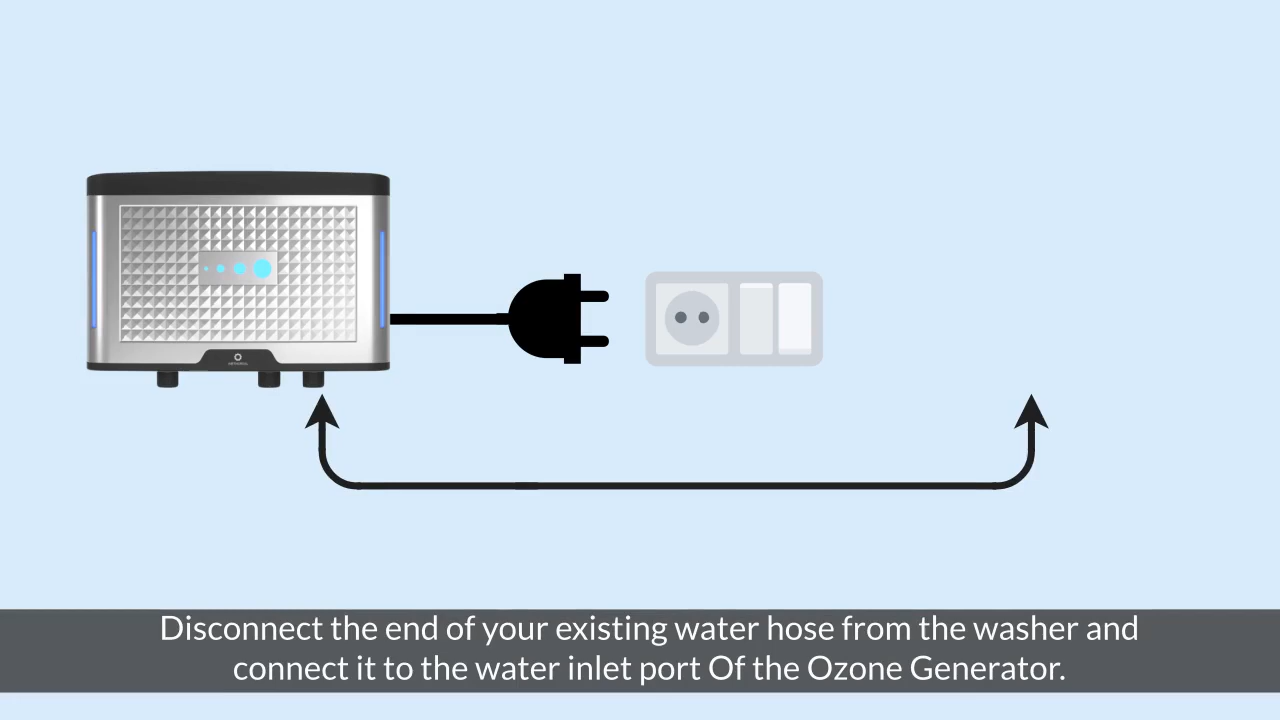 Disconnect the end of your existing water hose from the washer and
connect it to the water inlet port Of the Ozone Generator.